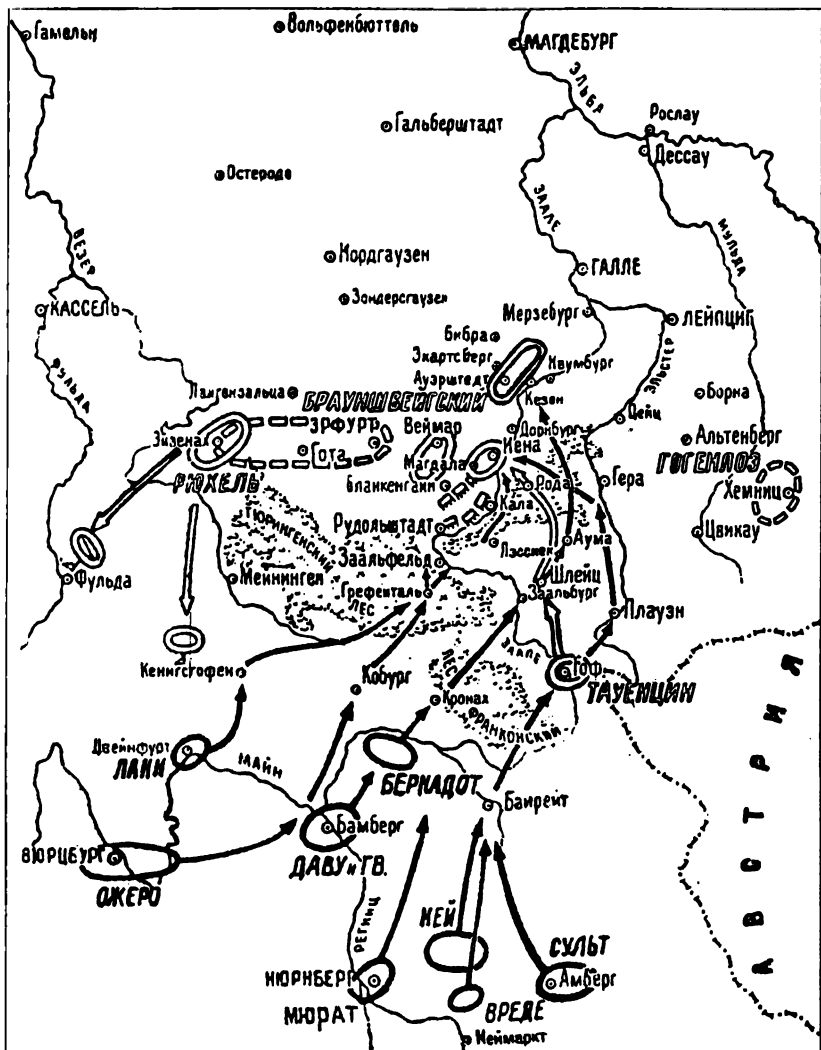 Гамельн
Вольфенбюттель
МАГДЕБУРГ
ЭЛЬБА
Гальберштадт
Рослау
Дессау
Остероде
ЗААЛЕ
МУЛЬДА
ВЕЗЕР
Нордгаузен
ГАЛЛЕ
Зондерсгаузен
КАССЕЛЬ
Мерзебург
ЛЕЙПЦИГ
Бибра
Экартсберг
Ауэрштедт
Наумбург
ЭЛЬСТЕР
ФУЛЬДА
Лангензальца
БРАУНШВЕЙГСКИЙ
Кезен
Борна
Цейц
ЭРФУРТ
Веймар
Дорнбург
Альтенберг
Эйзенах
Гота
Иена
ГОГЕНЛОЭ
Магдала
РЮХЕЛЬ
Бланкенгайн
Рода
Гера
Хемниц
Кала
ТЮРИНГЕНСКИЙ
ЛЕС
Рудольштадт
Цвикау
Аума
Заальфельд
Шлейц
Фульда
Мейнинген
Грефенталь
Заальбург
Плауэн
ЗААЛЕ
Кенигсгофен
Кобург
ЛЕС
ФРАНКОНСКИЙ
Гоф
ТАУЕНЦИН
Кронах
Швейнфурт
ЛАНН
МАЙН
БЕРНАДОТ
Байрейт
АВСТРИЯ
Бамберг
ВЮРЦБУРГ
ДАВУ и ГВ.
ОЖЕРО
НЕЙ
РЕГНИЦ
СУЛЬТ
НЮРНБЕРГ
Амберг
МЮРАТ
ВРЕДЕ
Неймаркт